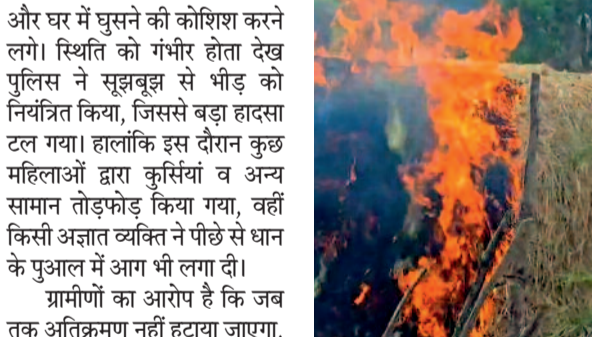 और घर में घुसने की कोशिश करने
लगे। स्थिति को गंभीर होता देख
पुलिस ने सूझबूझ से भीड़ को
नियंत्रित किया, जिससे बड़ा हादसा
टल गया। हालांकि इस दौरान कुछ
महिलाओं द्वारा कुर्सियां व अन्य
सामान तोड़फोड़ किया गया, वहीं
किसी अज्ञात व्यक्ति ने पीछे से धान
के पुआल में आग भी लगा दी।
ग्रामीणों का आरोप है कि जब
तक अतिक्रमण नहीं हटाया जाएगा,